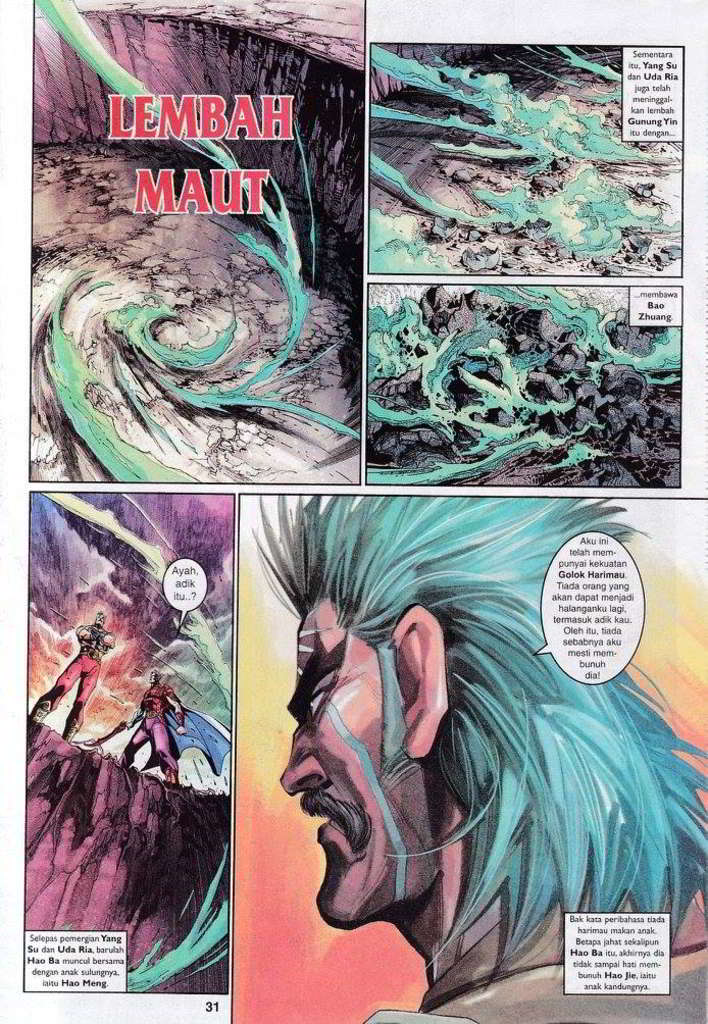 LEMBAH
MAUT
Sementara
itu, Yang Su
dan Uda Ria
juga telah
meninggal-
kan lembah
Gunung Yin
itu dengan...
...membawa
Bao
Zhuang.
Ayah,
adik
itu..?
Selepas pemergian Yang
Su dan Uda Ria, barulah
Hao Ba muncul bersama
dengan anak sulungnya,
iaitu Hao Meng.
Aku ini
telah mem-
punyai kekuatan
Golok Harimau.
Tiada orang yang
akan dapat menjadi
halanganku lagi,
termasuk adik kau.
Oleh itu, tiada
sebabnya aku
mesti mem-
bunuh
dia!
Bak kata peribahasa tiada
harimau makan anak.
Betapa jahat sekalipun
Hao Ba itu, akhirnya dia
tidak sampai hati mem-
bunuh Hao Jie, iaitu
anak kandungnya.
31